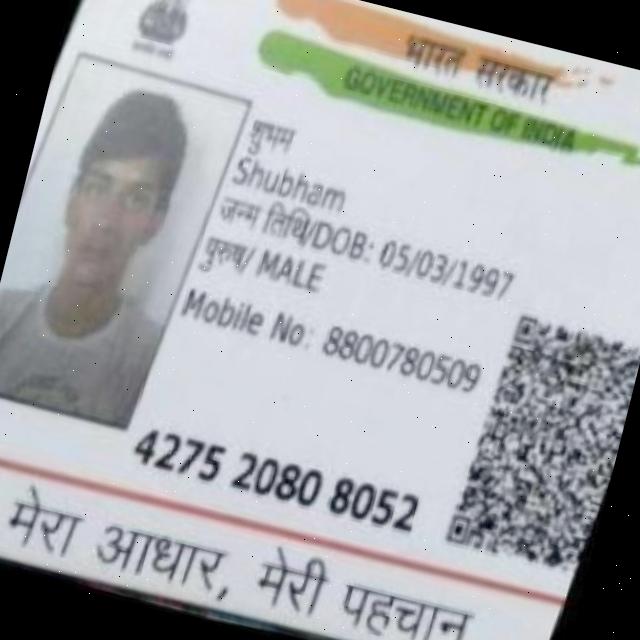 भारत सरकार
GOVERNMENT OF INDIA
शुभम
Shubham
जन्म तिथि/DOB: 05/03/1997
पुरुष/ MALE
Mobile No: 8800780509
4275 2080 8052
मेरा आधार, मेरी पहचान